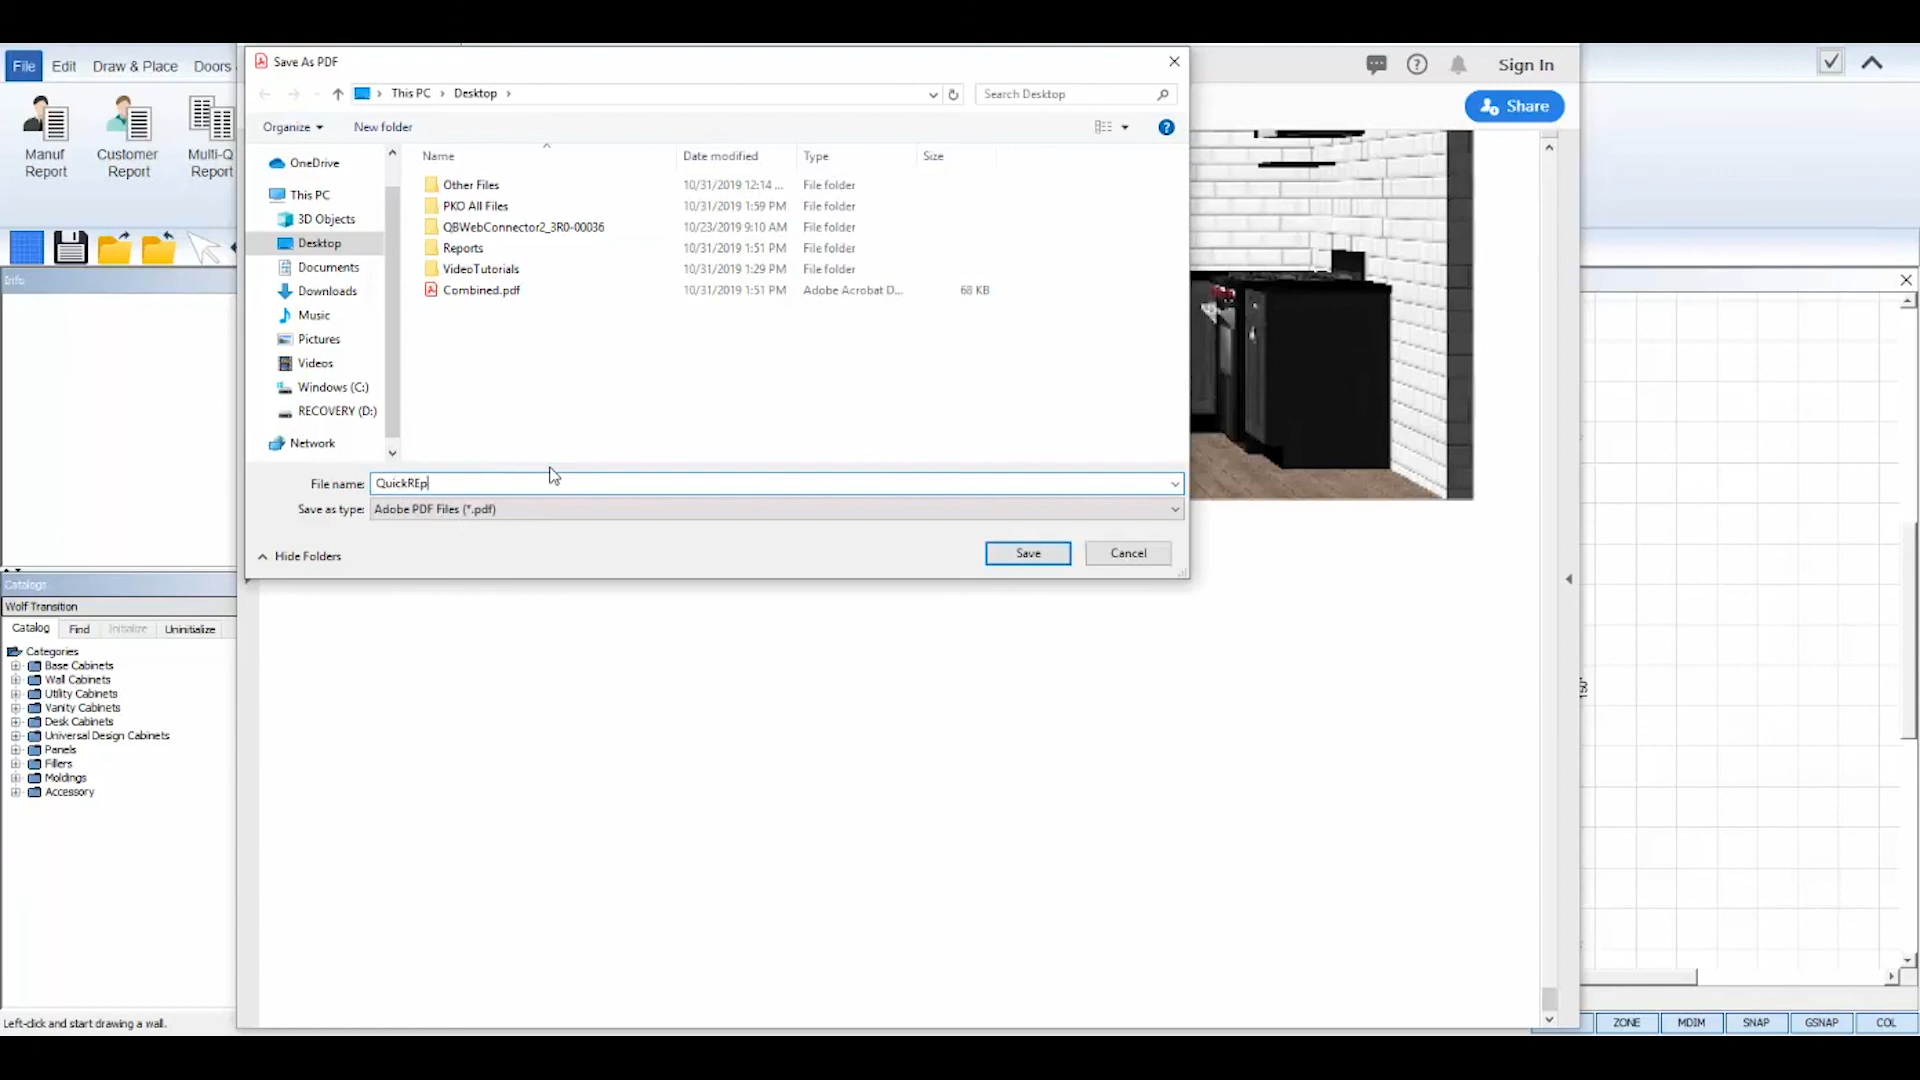 File
Edit
Draw & Place
Doors
Manuf
Report
Customer
Report
Multi-Q
Report
Info
Catalogs
Wolf Transition
Catalog
Find
Initialize
Uninitialize
Categories
Base Cabinets
Wall Cabinets
Utility Cabinets
Vanity Cabinets
Desk Cabinets
Universal Design Cabinets
Panels
Fillers
Moldings
Accessory
Left-click and start drawing a wall.
Save As PDF
This PC > Desktop >
Search Desktop
Organize
New folder
OneDrive
This PC
3D Objects
Desktop
Documents
Downloads
Music
Pictures
Videos
Windows (C:)
RECOVERY (D:)
Network
Name Date modified Type Size
Other Files 10/31/2019 12:14 ... File folder
PKO All Files 10/31/2019 1:59 PM File folder
QBWebConnector2_3R0-00036 10/23/2019 9:10 AM File folder
Reports 10/31/2019 1:51 PM File folder
VideoTutorials 10/31/2019 1:29 PM File folder
Combined.pdf 10/31/2019 1:51 PM Adobe Acrobat D... 68 KB
File name: QuickREp
Save as type: Adobe PDF Files (*.pdf)
Hide Folders
Save
Cancel
Sign In
Share
150"
ZONE
MDIM
SNAP
GSNAP
COL